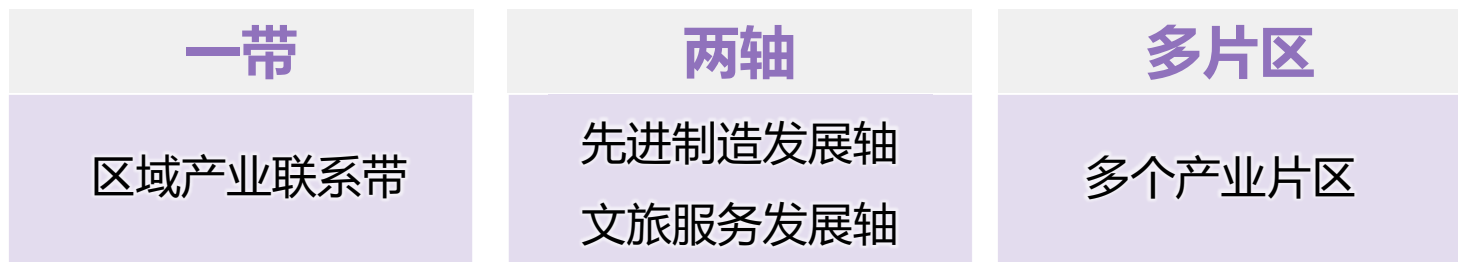 一带
区域产业联系带
两轴
先进制造发展轴
文旅服务发展轴
多片区
多个产业片区